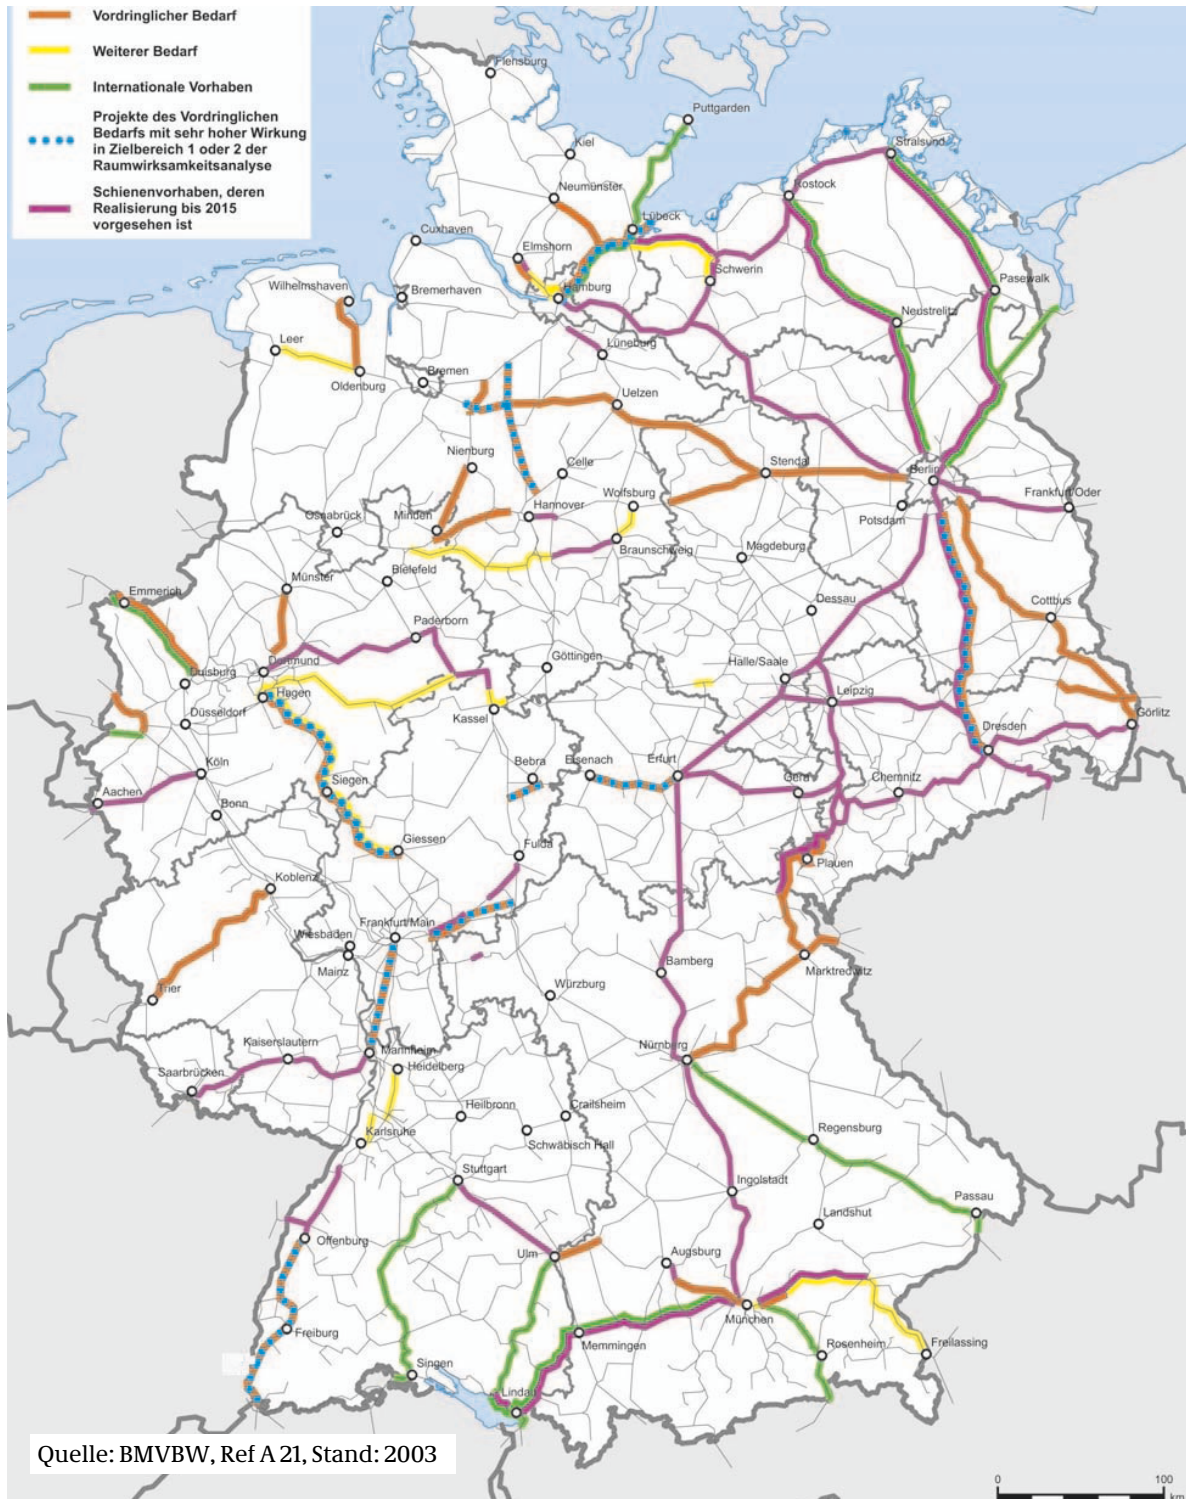 Vordringlicher Bedarf
Weiterer Bedarf
Internationale Vorhaben
Projekte des Vordringlichen
Bedarfs mit sehr hoher Wirkung
in Zielbereich 1 oder 2 der
Raumwirksamkeitsanalyse
Schienenvorhaben, deren
Realisierung bis 2015
vorgesehen ist
Flensburg
Puttgarden
Kiel
Stralsund
Neumünster
Rostock
Lübeck
Cuxhaven
Elmshorn
Schwerin
Pasewalk
Wilhelmshaven
Bremerhaven
Hamburg
Neustrelitz
Leer
Lüneburg
Bremen
Oldenburg
Uelzen
Nienburg
Celle
Stendal
Berlin
Wolfsburg
Frankfurt/Oder
Osnabrück
Minden
Hannover
Potsdam
Braunschweig
Magdeburg
Münster
Bielefeld
Emmerich
Dessau
Cottbus
Paderborn
Göttingen
Dortmund
Halle/Saale
Duisburg
Hagen
Leipzig
Düsseldorf
Kassel
Görlitz
Dresden
Köln
Bebra
Eisenach
Erfurt
Gera
Chemnitz
Aachen
Siegen
Bonn
Giessen
Fulda
Plauen
Koblenz
Frankfurt/Main
Wiesbaden
Mainz
Bamberg
Marktredwitz
Trier
Würzburg
Kaiserslautern
Mannheim
Nürnberg
Saarbrücken
Heidelberg
Heilbronn
Crailsheim
Karlsruhe
Schwäbisch Hall
Regensburg
Stuttgart
Ingolstadt
Passau
Landshut
Offenburg
Ulm
Augsburg
München
Freiburg
Memmingen
Rosenheim
Freilassing
Singen
Lindau
Quelle: BMVBW, Ref A 21, Stand: 2003
0 100
km